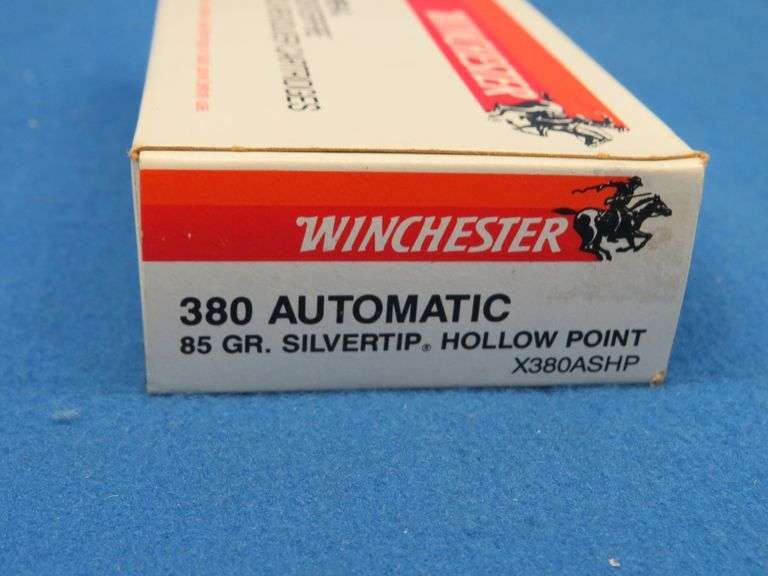 WINCHESTER
WINCHESTER
380 AUTOMATIC
85 GR. SILVERTIP® HOLLOW POINT
X380ASHP